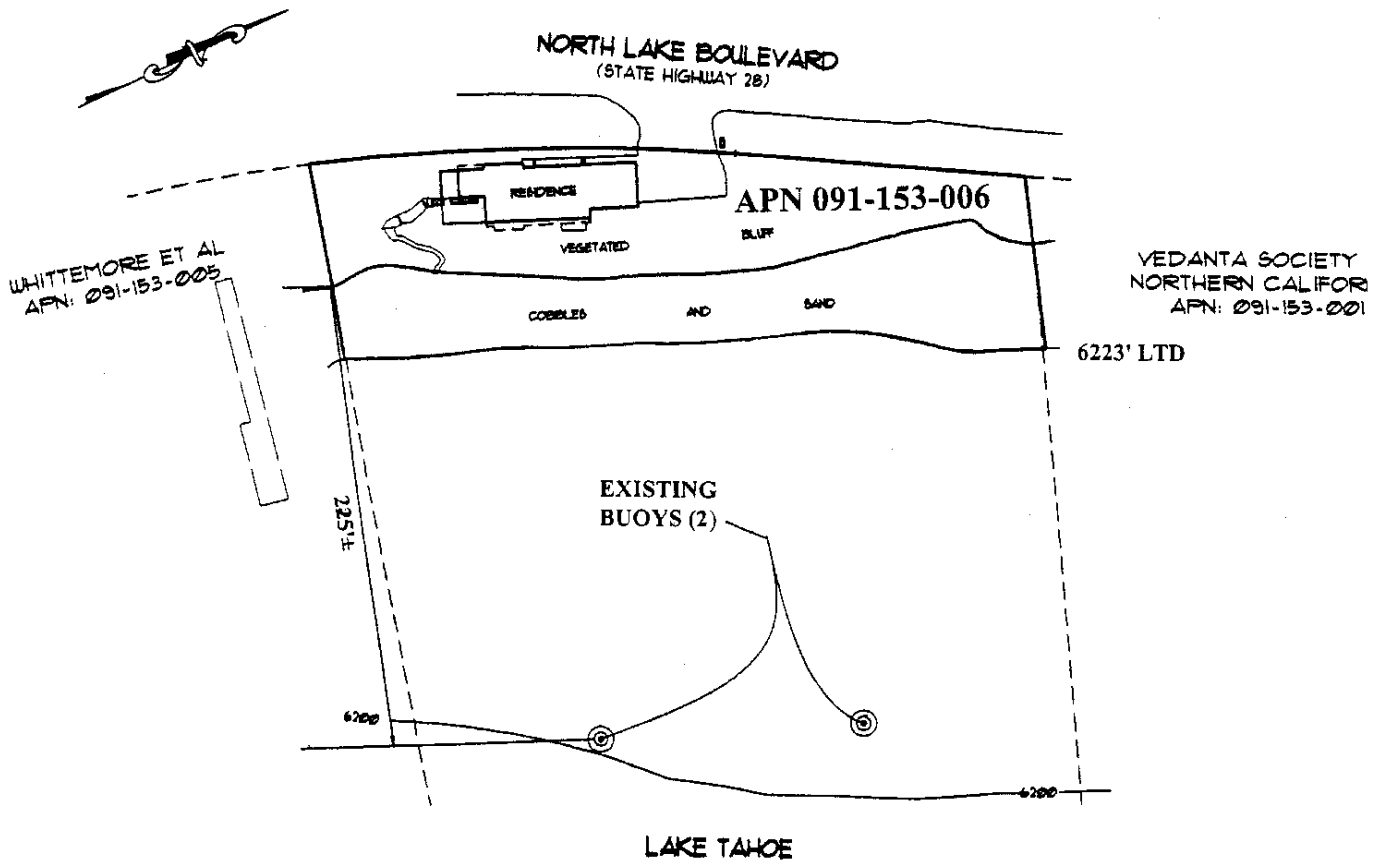 NORTH LAKE BOULEVARD
(STATE HIGHWAY 28)
RESIDENCE
APN 091-153-006
VEGETATED BLUFF
WHITTEMORE ET AL
APN: 091-153-005
VEDANTA SOCIETY
NORTHERN CALIFOR
APN: 091-153-001
COBBLES AND SAND
6223' LTD
225'±
EXISTING
BUOYS (2)
6200
6200
LAKE TAHOE